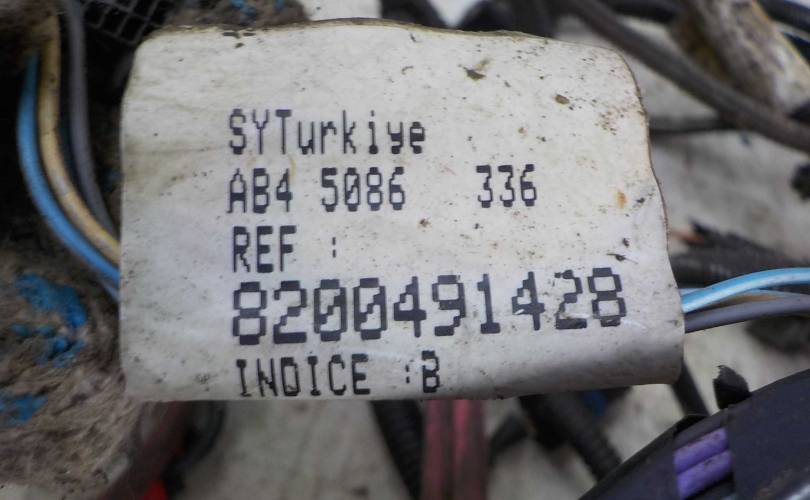 SYTurkiye
AB4 5086 336
REF :
8200491428
INDICE :B